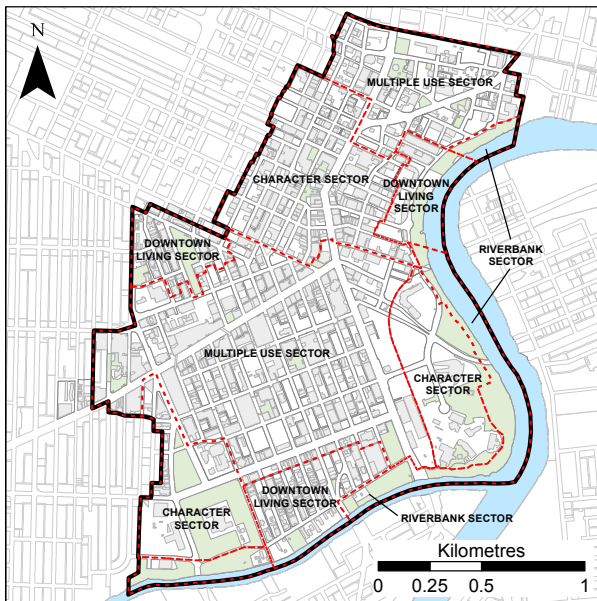 N
MULTIPLE USE SECTOR
CHARACTER SECTOR
DOWNTOWN
LIVING
SECTOR
DOWNTOWN
LIVING SECTOR
RIVERBANK
SECTOR
MULTIPLE USE SECTOR
CHARACTER
SECTOR
DOWNTOWN
LIVING SECTOR
CHARACTER
SECTOR
RIVERBANK SECTOR
Kilometres
0 0.25 0.5 1